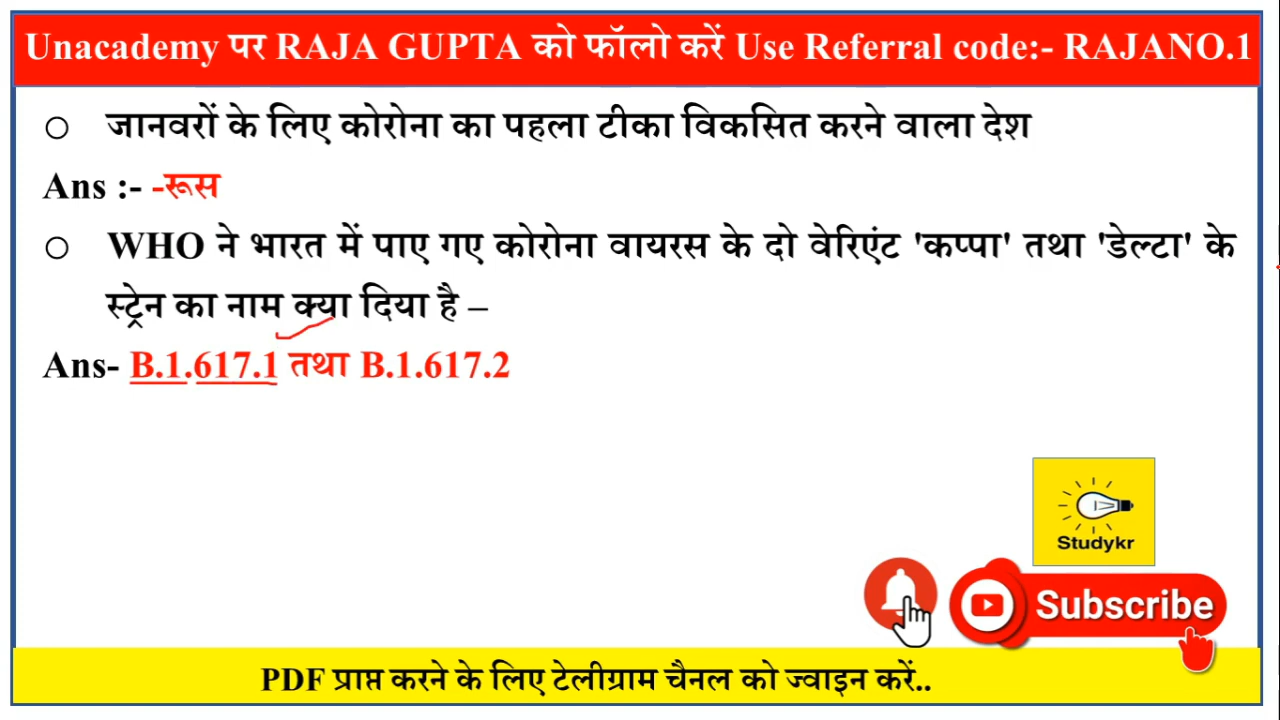 Unacademy पर RAJA GUPTA को फॉलो करें Use Referral code:- RAJANO.1
○ जानवरों के लिए कोरोना का पहला टीका विकसित करने वाला देश
Ans :- -रूस
○ WHO ने भारत में पाए गए कोरोना वायरस के दो वेरिएंट 'कप्पा' तथा 'डेल्टा' के
स्ट्रेन का नाम क्या दिया है –
Ans- B.1.617.1 तथा B.1.617.2
Studykr
Subscribe
PDF प्राप्त करने के लिए टेलीग्राम चैनल को ज्वाइन करें..